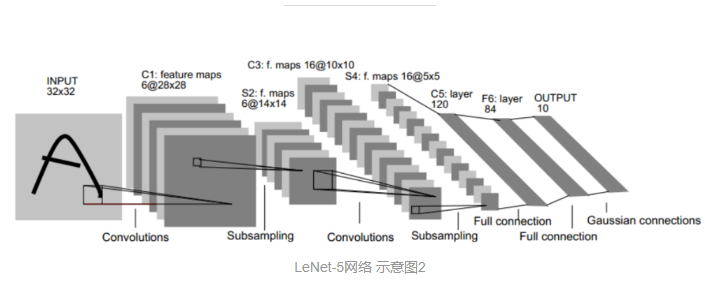 INPUT
32x32
C1: feature maps
6@28x28
S2: f. maps
6@14x14
C3: f. maps 16@10x10
S4: f. maps 16@5x5
C5: layer
120
F6: layer
84
OUTPUT
10
Convolutions
Subsampling
Convolutions
Subsampling
Full connection
Full connection
Gaussian connections
LeNet-5网络 示意图2